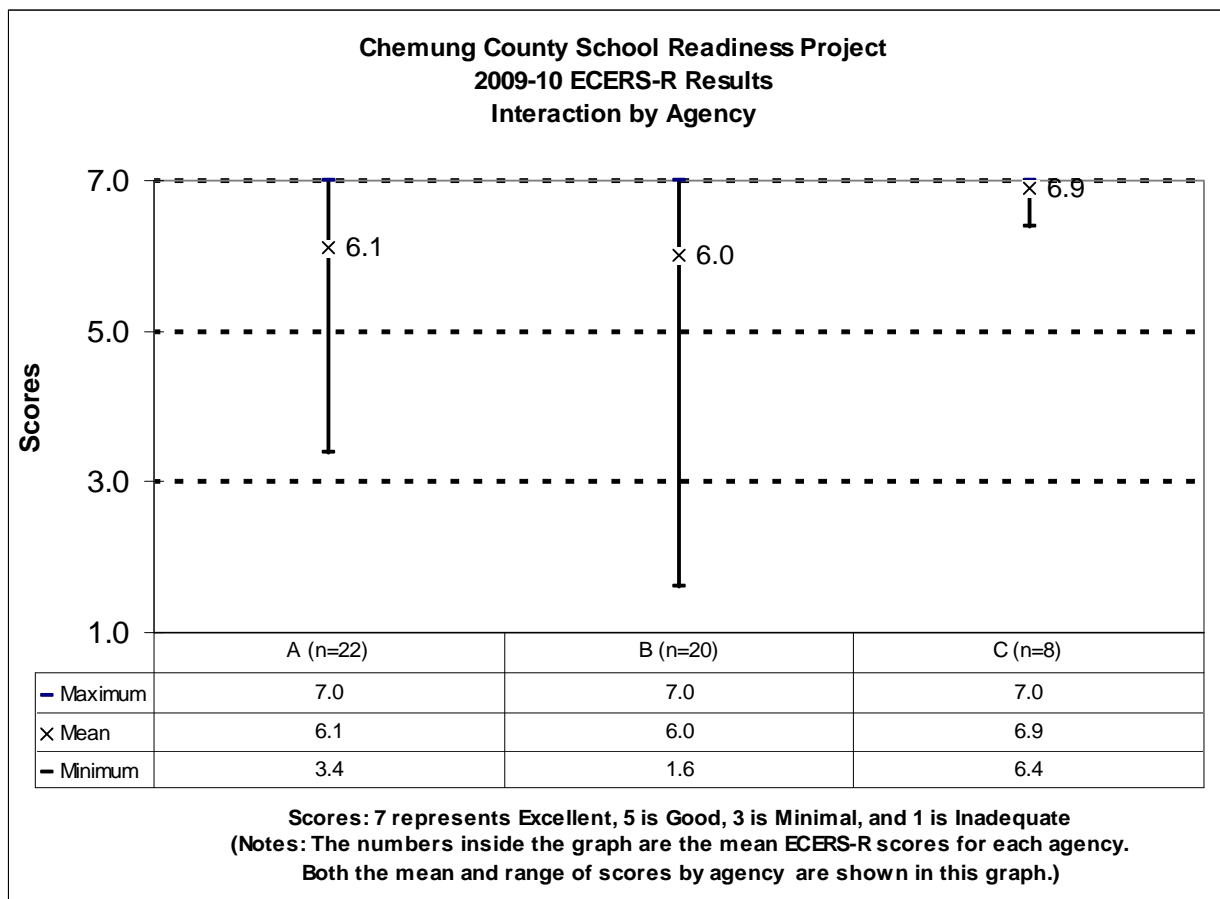 Chemung County School Readiness Project
2009-10 ECERS-R Results
Interaction by Agency
Scores
7.0
5.0
3.0
1.0
6.1
6.0
6.9
A (n=22) B (n=20) C (n=8)
Maximum 7.0 7.0 7.0
Mean 6.1 6.0 6.9
Minimum 3.4 1.6 6.4
Scores: 7 represents Excellent, 5 is Good, 3 is Minimal, and 1 is Inadequate
(Notes: The numbers inside the graph are the mean ECERS-R scores for each agency.
Both the mean and range of scores by agency are shown in this graph.)